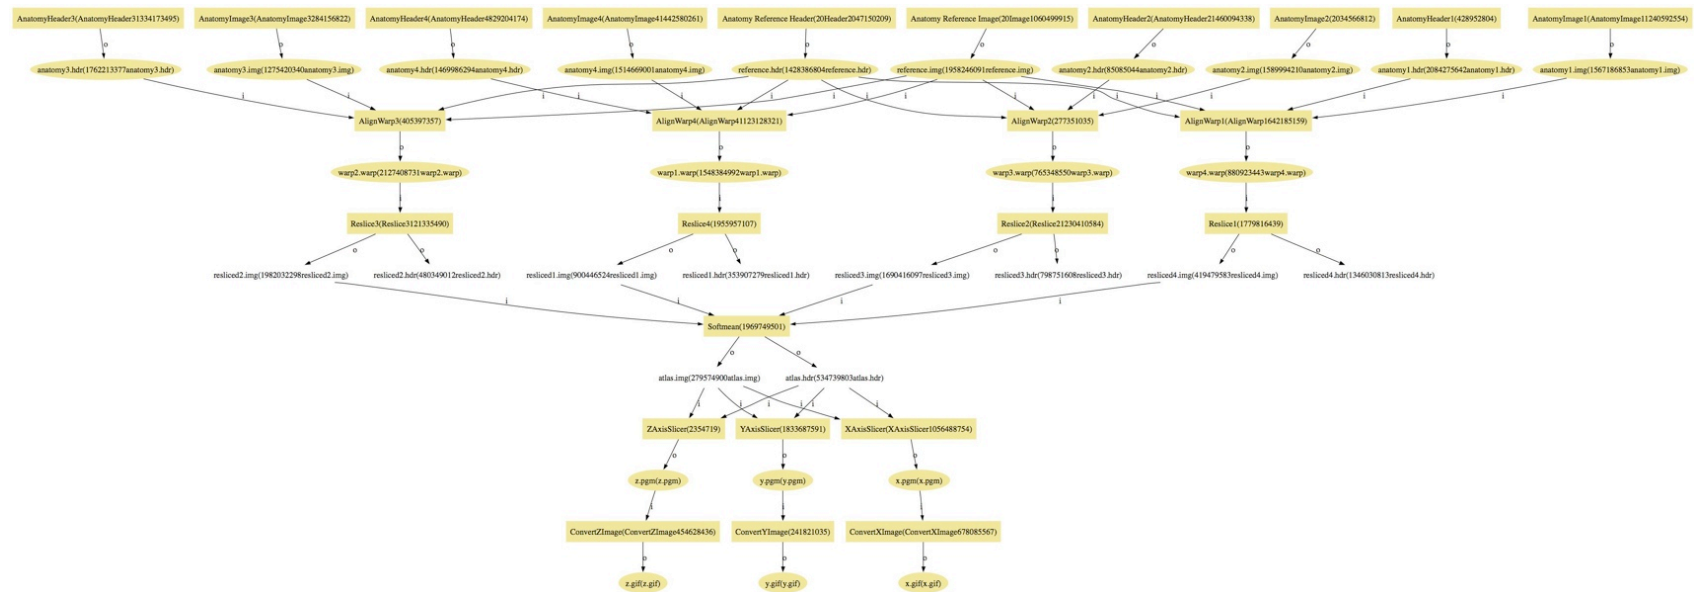 AnatomyHeader3(AnatomyHeader31334173495)
AnatomyImage3(AnatomyImage3284156822)
AnatomyHeader4(AnatomyHeader4829204174)
AnatomyImage4(AnatomyImage41442580261)
Anatomy Reference Header(20Header2047150209)
Anatomy Reference Image(20Image1060499915)
AnatomyHeader2(AnatomyHeader21460094338)
AnatomyImage2(2034566812)
AnatomyHeader1(428952804)
AnatomyImage1(AnatomyImage11240592554)
o o o o o o o o o o
anatomy3.hdr(1762213377anatomy3.hdr)
anatomy3.img(1275420340anatomy3.img)
anatomy4.hdr(1469986294anatomy4.hdr)
anatomy4.img(1514669001anatomy4.img)
reference.hdr(1428386804reference.hdr)
reference.img(1958246091reference.img)
anatomy2.hdr(85085044anatomy2.hdr)
anatomy2.img(1589994210anatomy2.img)
anatomy1.hdr(2084275642anatomy1.hdr)
anatomy1.img(1567186853anatomy1.img)
i i i i i i i i i i i i i i i i
AlignWarp3(405397357)
AlignWarp4(AlignWarp41123128321)
AlignWarp2(277351035)
AlignWarp1(AlignWarp1642185159)
o o o o
warp2.warp(2127408731warp2.warp)
warp1.warp(1548384992warp1.warp)
warp3.warp(765348550warp3.warp)
warp4.warp(880923443warp4.warp)
i i i i
Reslice3(Reslice3121335490)
Reslice4(1955957107)
Reslice2(Reslice21230410584)
Reslice1(1779816439)
o o o o o o o o
resliced2.img(1982032298resliced2.img)
resliced2.hdr(480349012resliced2.hdr)
resliced1.img(900446524resliced1.img)
resliced1.hdr(353907279resliced1.hdr)
resliced3.img(1690416097resliced3.img)
resliced3.hdr(798751608resliced3.hdr)
resliced4.img(419479583resliced4.img)
resliced4.hdr(1346030813resliced4.hdr)
i i i i
Softmean(1969749501)
o o
atlas.img(279574900atlas.img)
atlas.hdr(534739803atlas.hdr)
i i i i i i
ZAxisSlicer(2354719)
YAxisSlicer(1833687591)
XAxisSlicer(XAxisSlicer1056488754)
o o o
z.pgm(z.pgm)
y.pgm(y.pgm)
x.pgm(x.pgm)
i i i
ConvertZImage(ConvertZImage454628436)
ConvertYImage(241821035)
ConvertXImage(ConvertXImage678085567)
o o o
z.gif(z.gif)
y.gif(y.gif)
x.gif(x.gif)